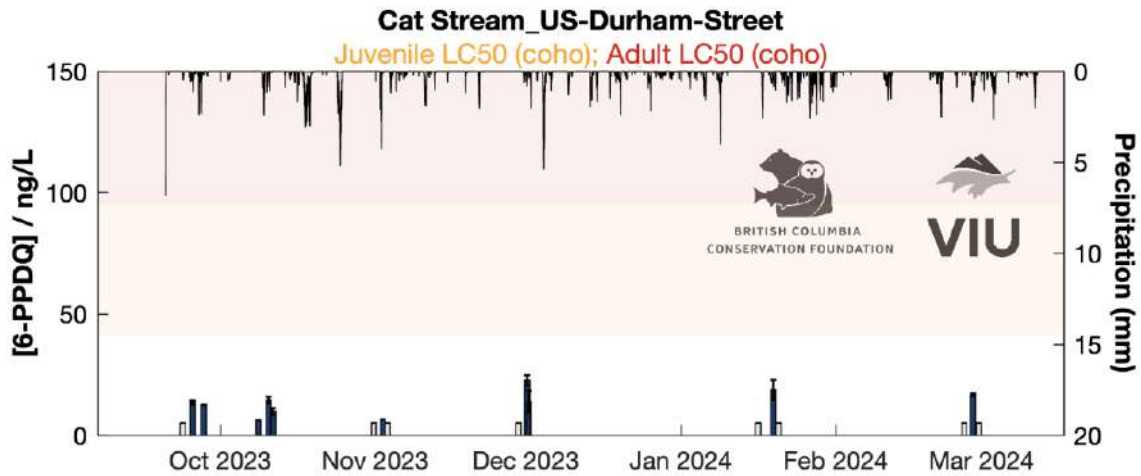 Cat Stream_US-Durham-Street
Juvenile LC50 (coho); Adult LC50 (coho)
150
100
50
0
[6-PPDQ] / ng/L
0
5
10
15
20
Precipitation (mm)
BRITISH COLUMBIA
CONSERVATION FOUNDATION
VIU
Oct 2023
Nov 2023
Dec 2023
Jan 2024
Feb 2024
Mar 2024